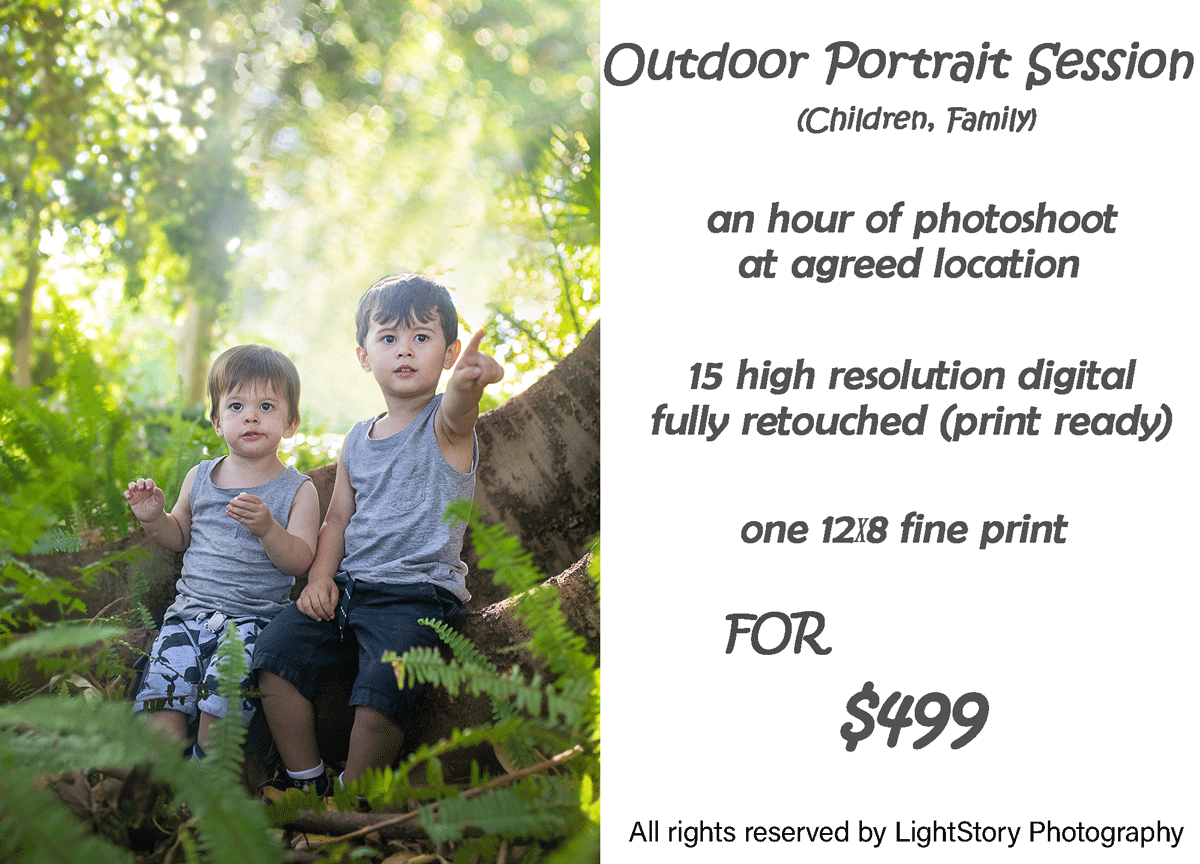 Outdoor Portrait Session
(Children, Family)
an hour of photoshoot
at agreed location
15 high resolution digital
fully retouched (print ready)
one 12X8 fine print
FOR
$499
All rights reserved by LightStory Photography